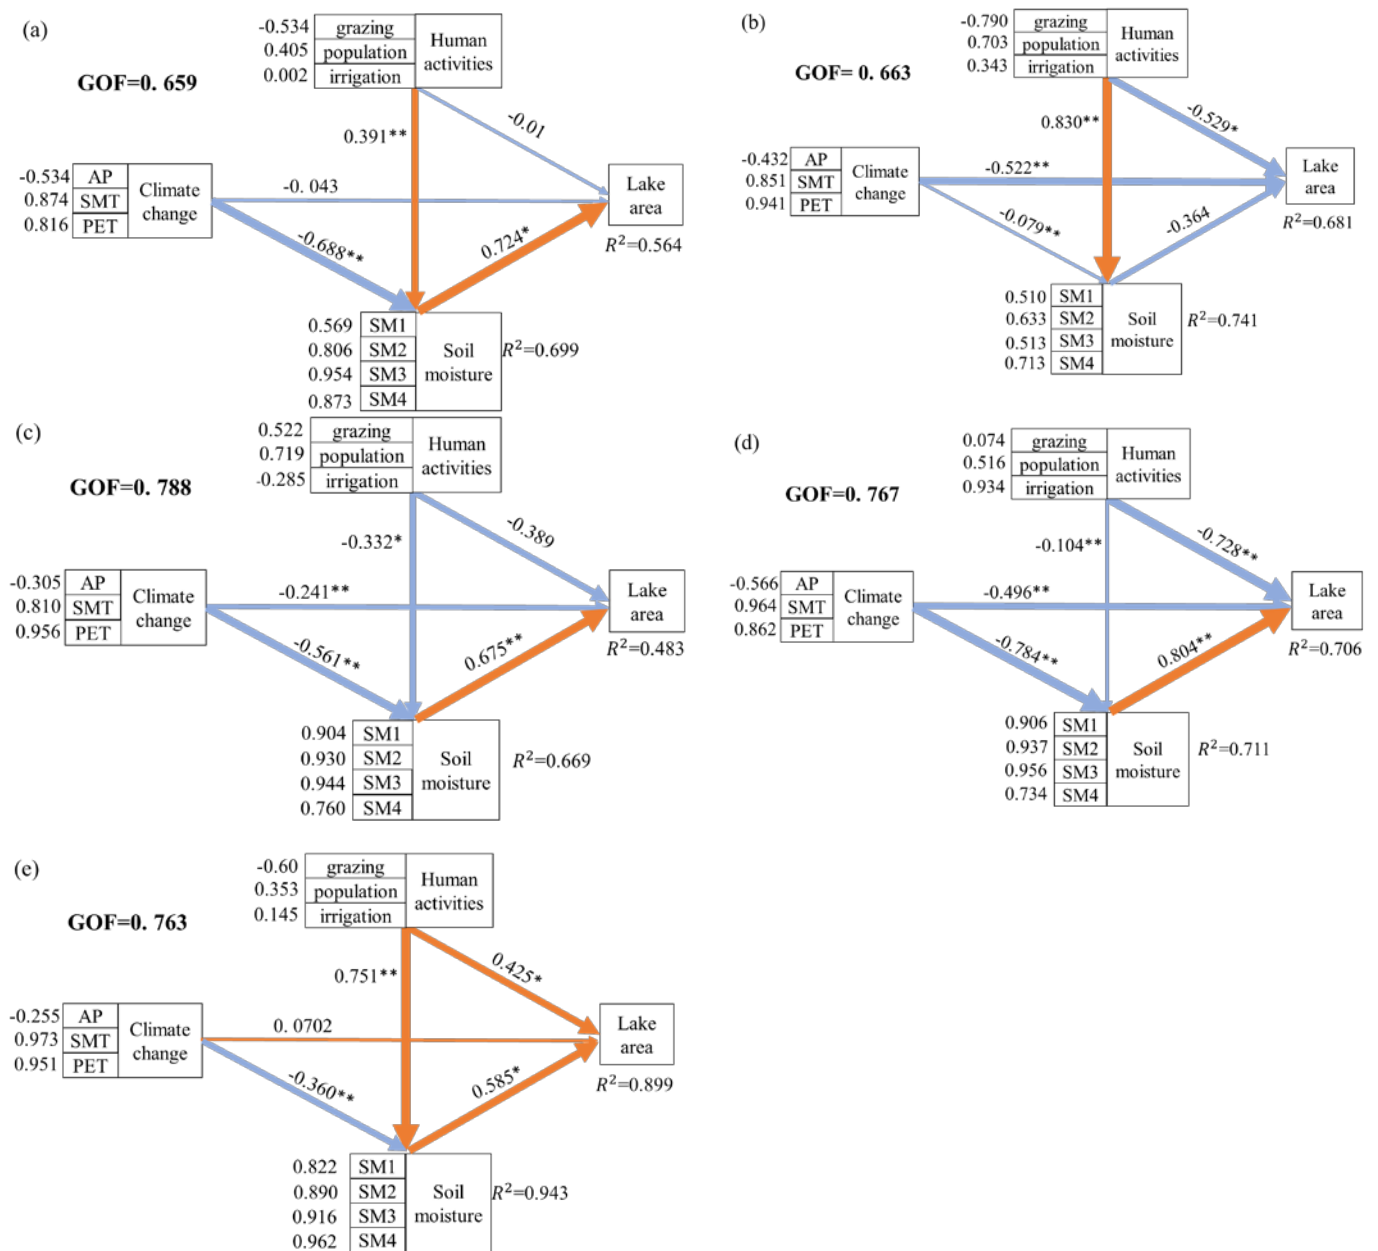 (a)
-0.534 grazing
0.405 population
0.002 irrigation
Human
activities
GOF=0. 659
0.391**
-0.01
-0.534 AP
0.874 SMT
0.816 PET
Climate
change
-0. 043
Lake
area
R²=0.564
-0.688**
0.724*
0.569 SM1
0.806 SM2
0.954 SM3
0.873 SM4
Soil
moisture
R²=0.699
(b)
-0.790 grazing
0.703 population
0.343 irrigation
Human
activities
GOF= 0. 663
0.830**
-0.529*
-0.432 AP
0.851 SMT
0.941 PET
Climate
change
-0.522**
Lake
area
R²=0.681
-0.079**
-0.364
0.510 SM1
0.633 SM2
0.513 SM3
0.713 SM4
Soil
moisture
R²=0.741
(c)
0.522 grazing
0.719 population
-0.285 irrigation
Human
activities
GOF=0. 788
-0.332*
-0.389
-0.305 AP
0.810 SMT
0.956 PET
Climate
change
-0.241**
Lake
area
R²=0.483
-0.561**
0.675**
0.904 SM1
0.930 SM2
0.944 SM3
0.760 SM4
Soil
moisture
R²=0.669
(d)
0.074 grazing
0.516 population
0.934 irrigation
Human
activities
GOF=0. 767
-0.104**
-0.728**
-0.566 AP
0.964 SMT
0.862 PET
Climate
change
-0.496**
Lake
area
R²=0.706
-0.784**
0.804**
0.906 SM1
0.937 SM2
0.956 SM3
0.734 SM4
Soil
moisture
R²=0.711
(e)
-0.60 grazing
0.353 population
0.145 irrigation
Human
activities
GOF=0. 763
0.751**
0.425*
-0.255 AP
0.973 SMT
0.951 PET
Climate
change
0. 0702
Lake
area
R²=0.899
-0.360**
0.585*
0.822 SM1
0.890 SM2
0.916 SM3
0.962 SM4
Soil
moisture
R²=0.943